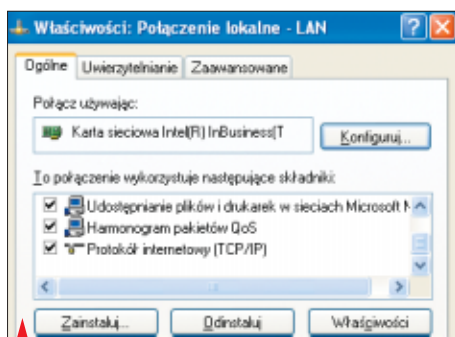 Właściwości: Połączenie lokalne - LAN
Ogólne Uwierzytelnianie Zaawansowane
Połącz używając:
Karta sieciowa Intel(R) InBusiness(T
Konfiguruj...
To połączenie wykorzystuje następujące składniki:
Udostępnianie plików i drukarek w sieciach Microsoft N
Harmonogram pakietów QoS
Protokół internetowy (TCP/IP)
Zainstaluj... Odinstaluj Właściwości